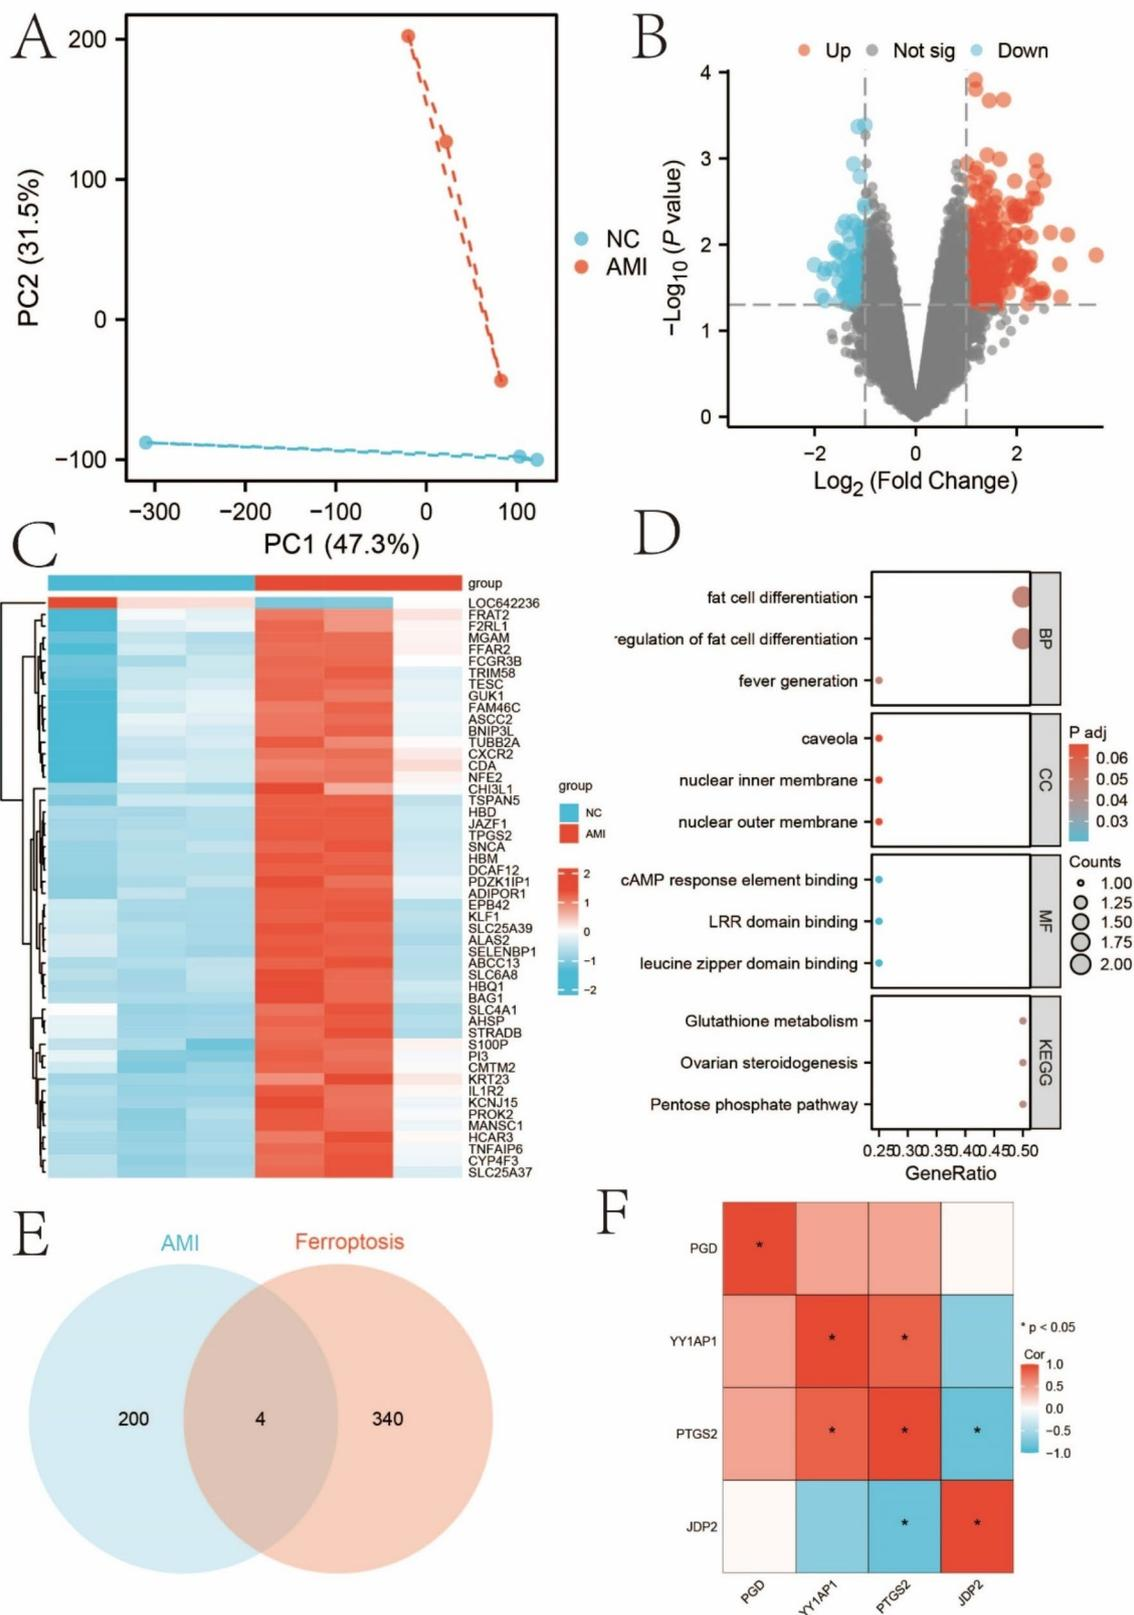 A
200
100
0
−100
PC2 (31.5%)
−300 −200 −100 0 100
PC1 (47.3%)
NC
AMI
B
Up Not sig Down
4
3
2
1
0
−Log10 (P value)
−2 0 2
Log2 (Fold Change)
C
group
LOC642236
FRAT2
F2RL1
MGAM
FFAR2
FCGR3B
TRIM58
TESC
GUK1
FAM46C
ASCC2
BNIP3L
TUBB2A
CXCR2
CDA
NFE2
CHI3L1
TSPAN5
HBD
JAZF1
TPGS2
SNCA
HBM
DCAF12
PDZK1IP1
ADIPOR1
EPB42
KLF1
SLC25A39
ALAS2
SELENBP1
ABCC13
SLC6A8
HBQ1
BAG1
SLC4A1
AHSP
STRADB
S100P
PI3
CMTM2
KRT23
IL1R2
KCNJ15
PROK2
MANSC1
HCAR3
TNFAIP6
CYP4F3
SLC25A37
group
NC
AMI
2
1
0
−1
−2
D
fat cell differentiation
regulation of fat cell differentiation
fever generation
BP
caveola
nuclear inner membrane
nuclear outer membrane
CC
cAMP response element binding
LRR domain binding
leucine zipper domain binding
MF
Glutathione metabolism
Ovarian steroidogenesis
Pentose phosphate pathway
KEGG
0.25 0.30 0.35 0.40 0.45 0.50
GeneRatio
P adj
0.06
0.05
0.04
0.03
Counts
1.00
1.25
1.50
1.75
2.00
E
AMI Ferroptosis
200 4 340
F
PGD *
YY1AP1 * *
PTGS2 * * *
JDP2 * *
PGD YY1AP1 PTGS2 JDP2
* p < 0.05
Cor
1.0
0.5
0.0
−0.5
−1.0